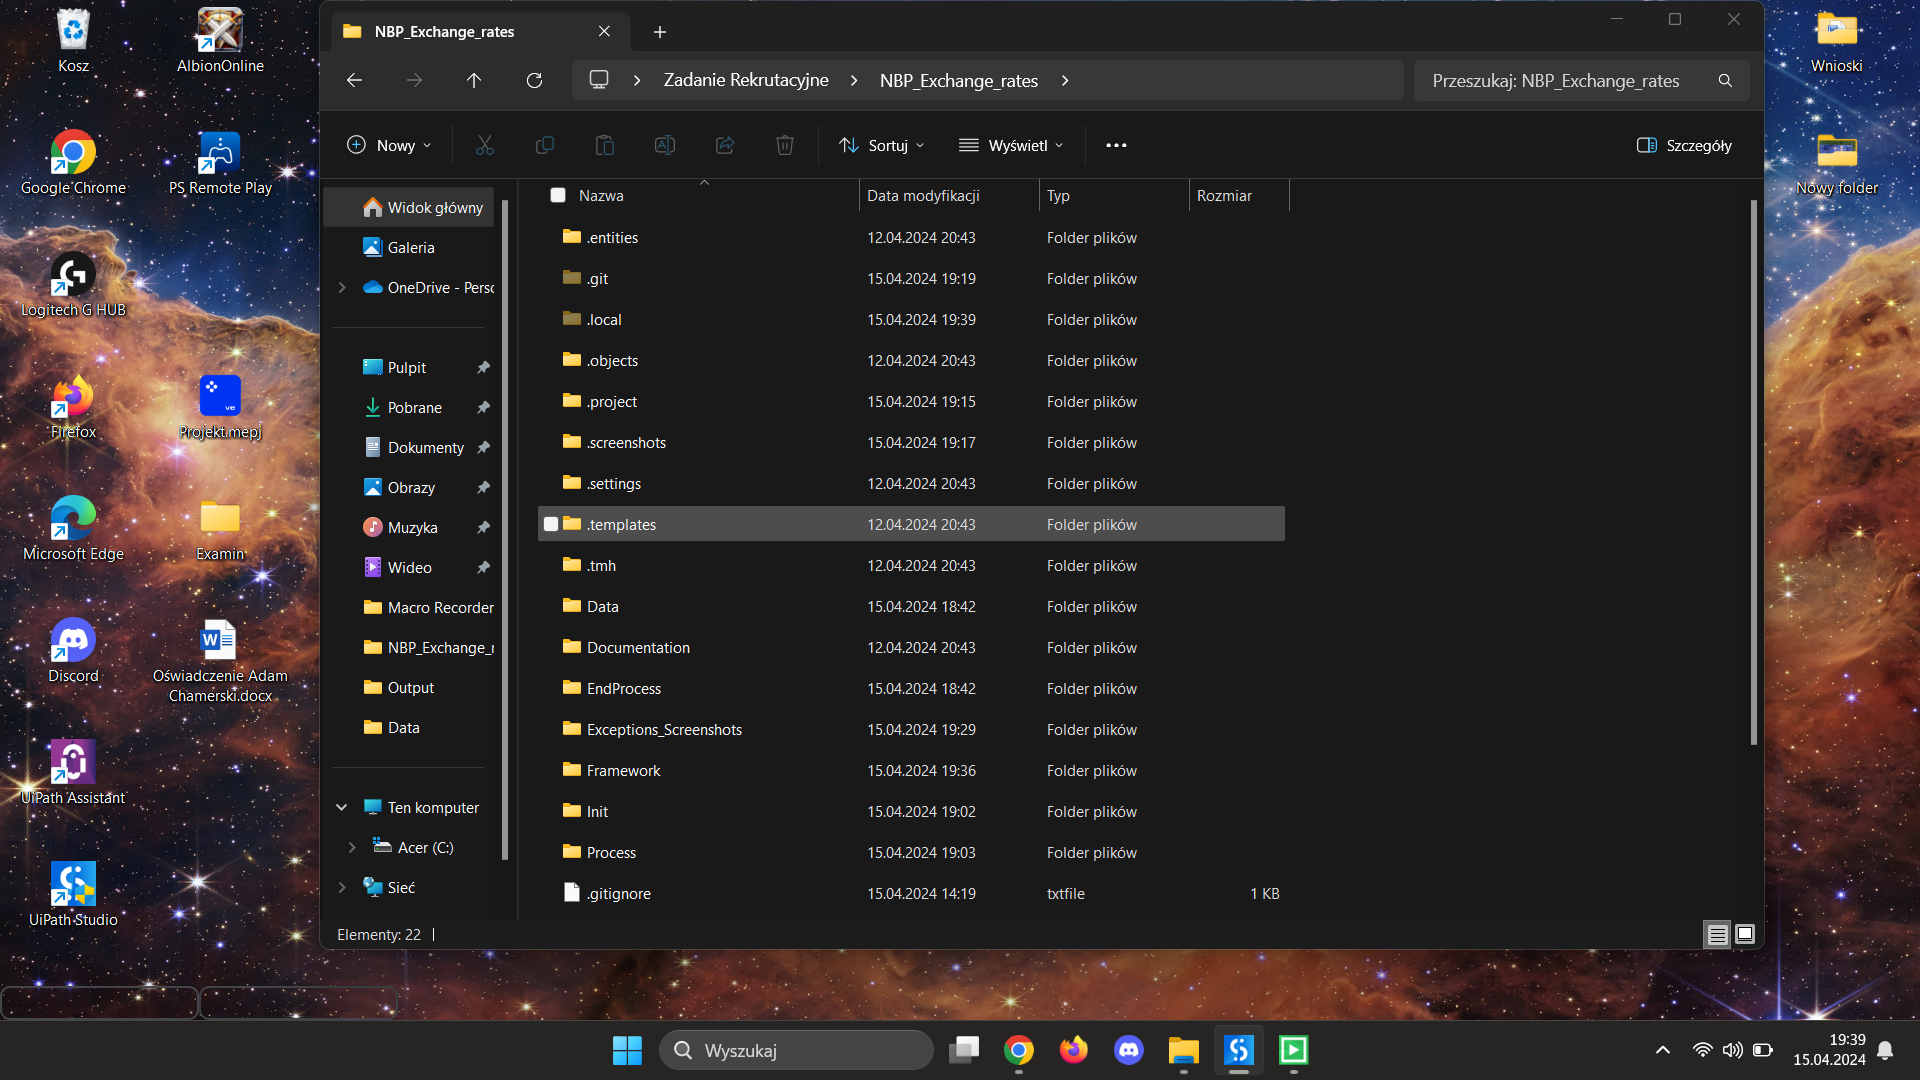 Kosz
AlbionOnline
Google Chrome
PS Remote Play
Logitech G HUB
Firefox
Projekt.mepj
ve
Microsoft Edge
Examin
Discord
Oświadczenie Adam
Chamerski.docx
UiPath Assistant
UiPath Studio
NBP_Exchange_rates
Zadanie Rekrutacyjne
NBP_Exchange_rates
Przeszukaj: NBP_Exchange_rates
Nowy
Sortuj
Wyświetl
Szczegóły
Widok główny
Galeria
OneDrive - Persc
Pulpit
Pobrane
Dokumenty
Obrazy
Muzyka
Wideo
Macro Recorder
NBP_Exchange_r
Output
Data
Ten komputer
Acer (C:)
Sieć
Nazwa Data modyfikacji Typ Rozmiar
.entities 12.04.2024 20:43 Folder plików
.git 15.04.2024 19:19 Folder plików
.local 15.04.2024 19:39 Folder plików
.objects 12.04.2024 20:43 Folder plików
.project 15.04.2024 19:15 Folder plików
.screenshots 15.04.2024 19:17 Folder plików
.settings 12.04.2024 20:43 Folder plików
.templates 12.04.2024 20:43 Folder plików
.tmh 12.04.2024 20:43 Folder plików
Data 15.04.2024 18:42 Folder plików
Documentation 12.04.2024 20:43 Folder plików
EndProcess 15.04.2024 18:42 Folder plików
Exceptions_Screenshots 15.04.2024 19:29 Folder plików
Framework 15.04.2024 19:36 Folder plików
Init 15.04.2024 19:02 Folder plików
Process 15.04.2024 19:03 Folder plików
.gitignore 15.04.2024 14:19 txtfile 1 KB
Elementy: 22
Wnioski
Nowy folder
Wyszukaj
19:39
15.04.2024